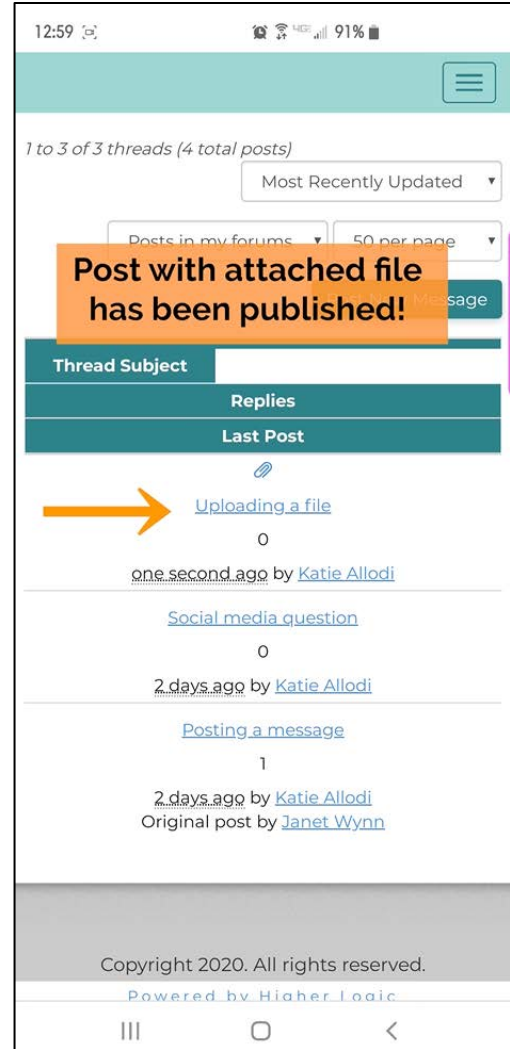 12:59 91%
1 to 3 of 3 threads (4 total posts)
Most Recently Updated
Posts in my forums 50 per page
Post with attached file
has been published!
Message
Thread Subject
Replies
Last Post
Uploading a file
0
one second ago by Katie Allodi
Social media question
0
2 days ago by Katie Allodi
Posting a message
1
2 days ago by Katie Allodi
Original post by Janet Wynn
Copyright 2020. All rights reserved.
Powered by Higher Logic